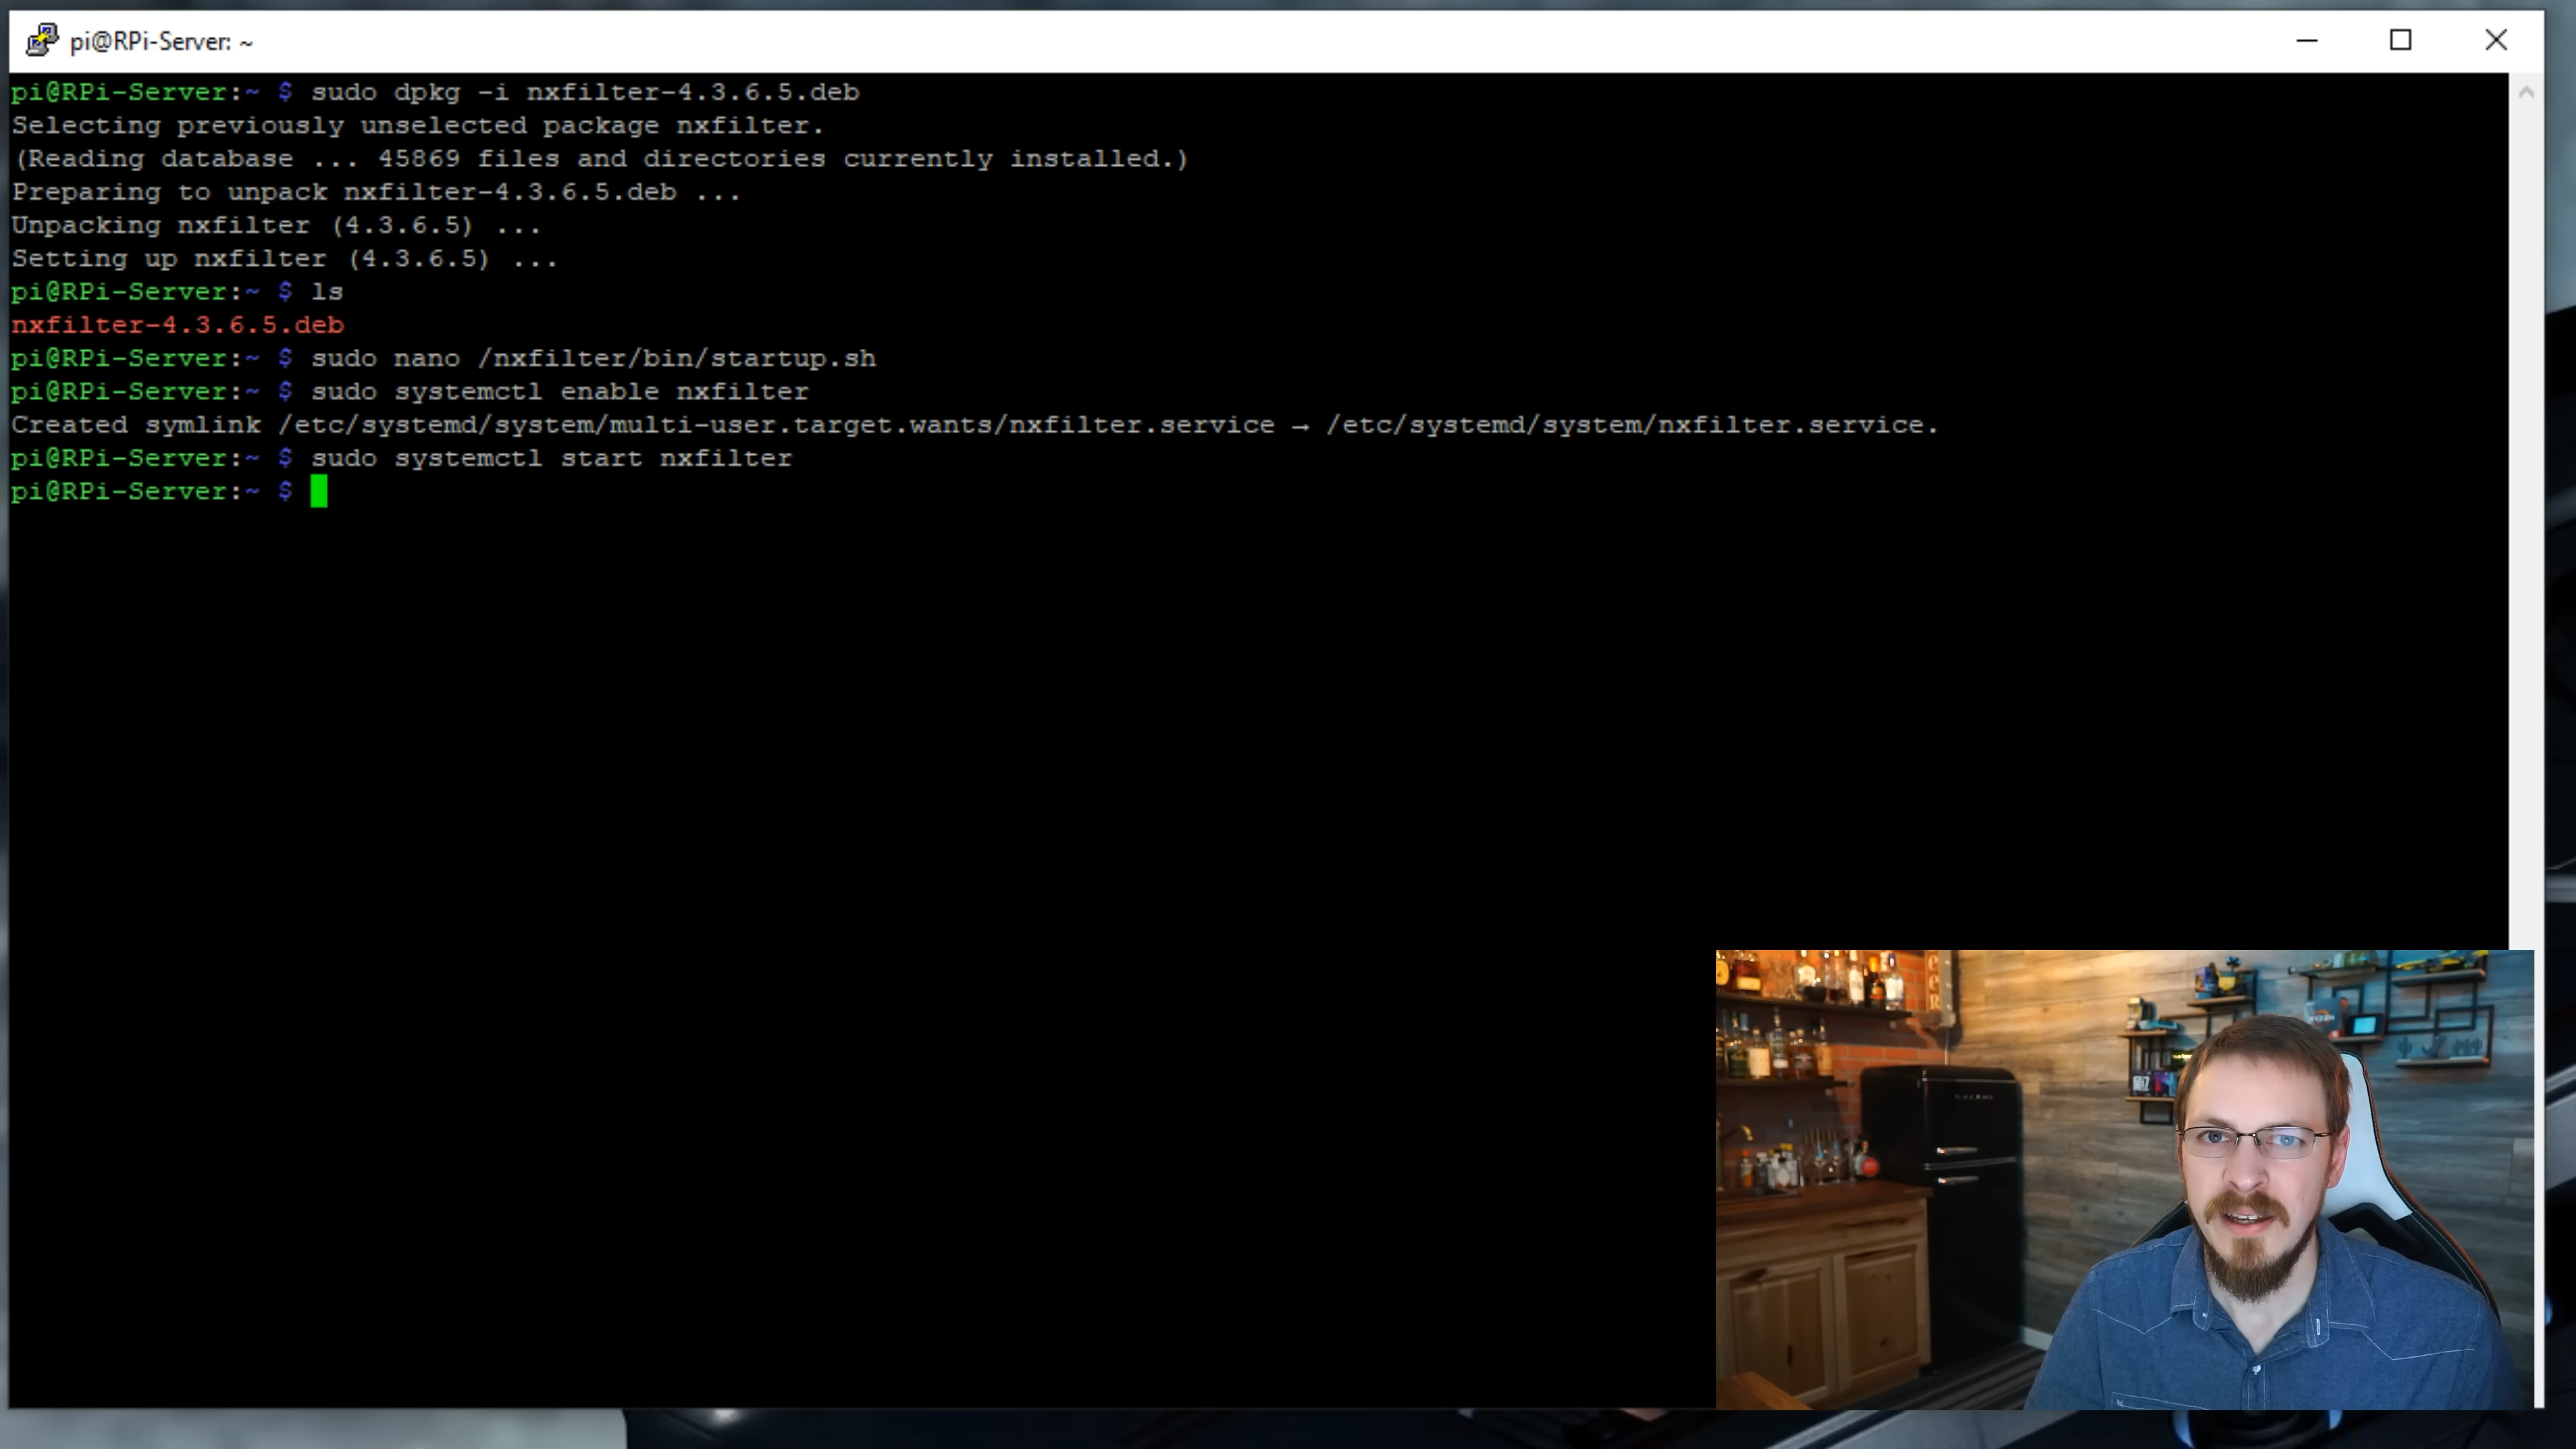 pi@RPi-Server: ~
pi@RPi-Server:~ $ sudo dpkg -i nxfilter-4.3.6.5.deb
Selecting previously unselected package nxfilter.
(Reading database ... 45869 files and directories currently installed.)
Preparing to unpack nxfilter-4.3.6.5.deb ...
Unpacking nxfilter (4.3.6.5) ...
Setting up nxfilter (4.3.6.5) ...
pi@RPi-Server:~ $ ls
nxfilter-4.3.6.5.deb
pi@RPi-Server:~ $ sudo nano /nxfilter/bin/startup.sh
pi@RPi-Server:~ $ sudo systemctl enable nxfilter
Created symlink /etc/systemd/system/multi-user.target.wants/nxfilter.service → /etc/systemd/system/nxfilter.service.
pi@RPi-Server:~ $ sudo systemctl start nxfilter
pi@RPi-Server:~ $
GALANZ
RYZEN